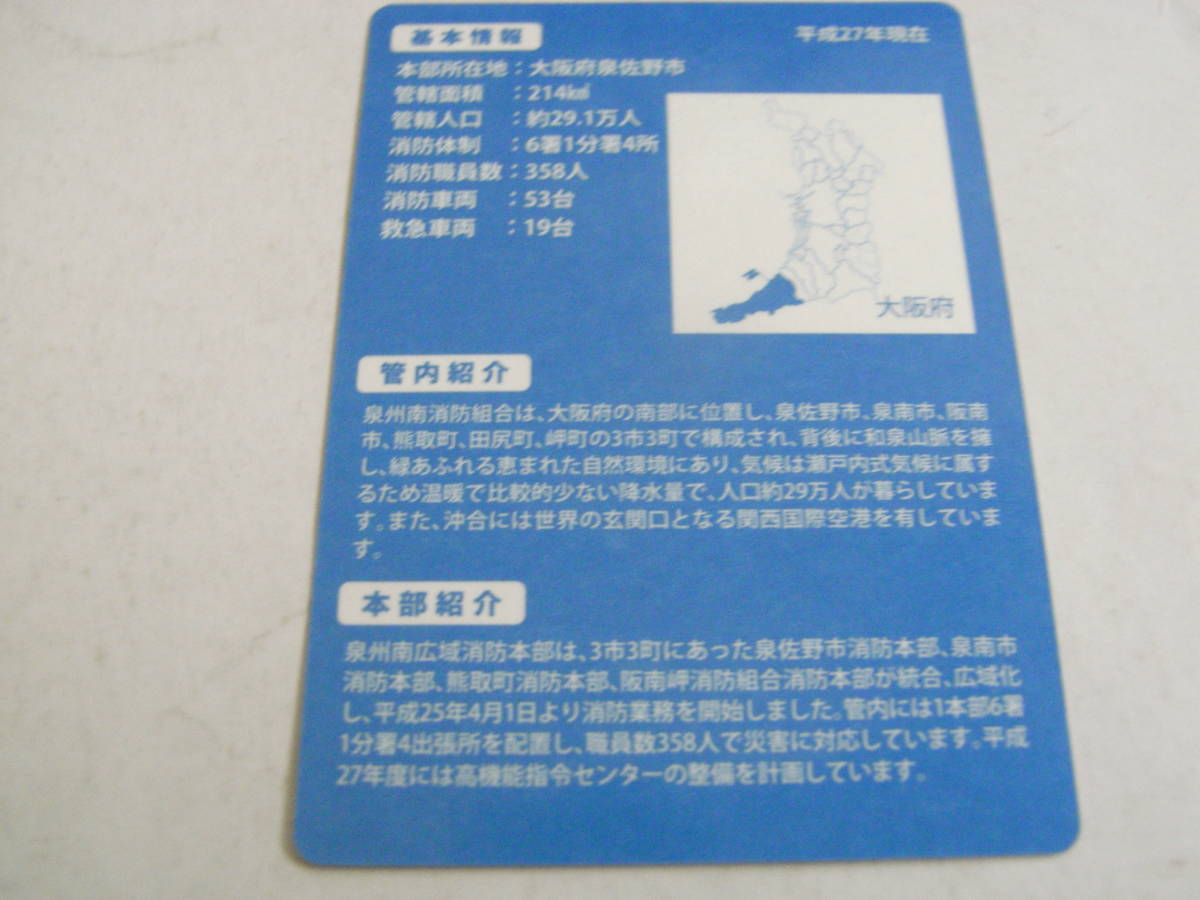 基本情報
平成27年現在
本部所在地：大阪府泉佐野市
管轄面積　：214㎢
管轄人口　：約29.1万人
消防体制　：6署1分署4所
消防職員数：358人
消防車両　：53台
救急車両　：19台
大阪府
管内紹介
泉州南消防組合は、大阪府の南部に位置し、泉佐野市、泉南市、阪南
市、熊取町、田尻町、岬町の3市3町で構成され、背後に和泉山脈を擁
し、緑あふれる恵まれた自然環境にあり、気候は瀬戸内式気候に属す
るため温暖で比較的少ない降水量で、人口約29万人が暮らしていま
す。また、沖合には世界の玄関口となる関西国際空港を有していま
す。
本部紹介
泉州南広域消防本部は、3市3町にあった泉佐野市消防本部、泉南市
消防本部、熊取町消防本部、阪南岬消防組合消防本部が統合、広域化
し、平成25年4月1日より消防業務を開始しました。管内には1本部6署
1分署4出張所を配置し、職員数358人で災害に対応しています。平成
27年度には高機能指令センターの整備を計画しています。